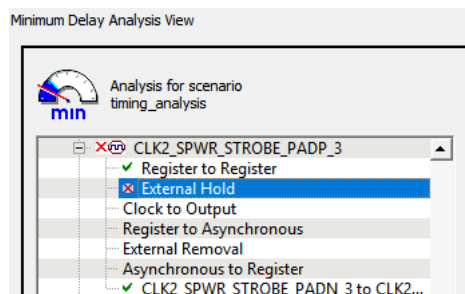 Minimum Delay Analysis View
Analysis for scenario
timing_analysis
min
CLK2_SPWR_STROBE_PADP_3
Register to Register
External Hold
Clock to Output
Register to Asynchronous
External Removal
Asynchronous to Register
CLK2_SPWR_STROBE_PADN_3 to CLK2...